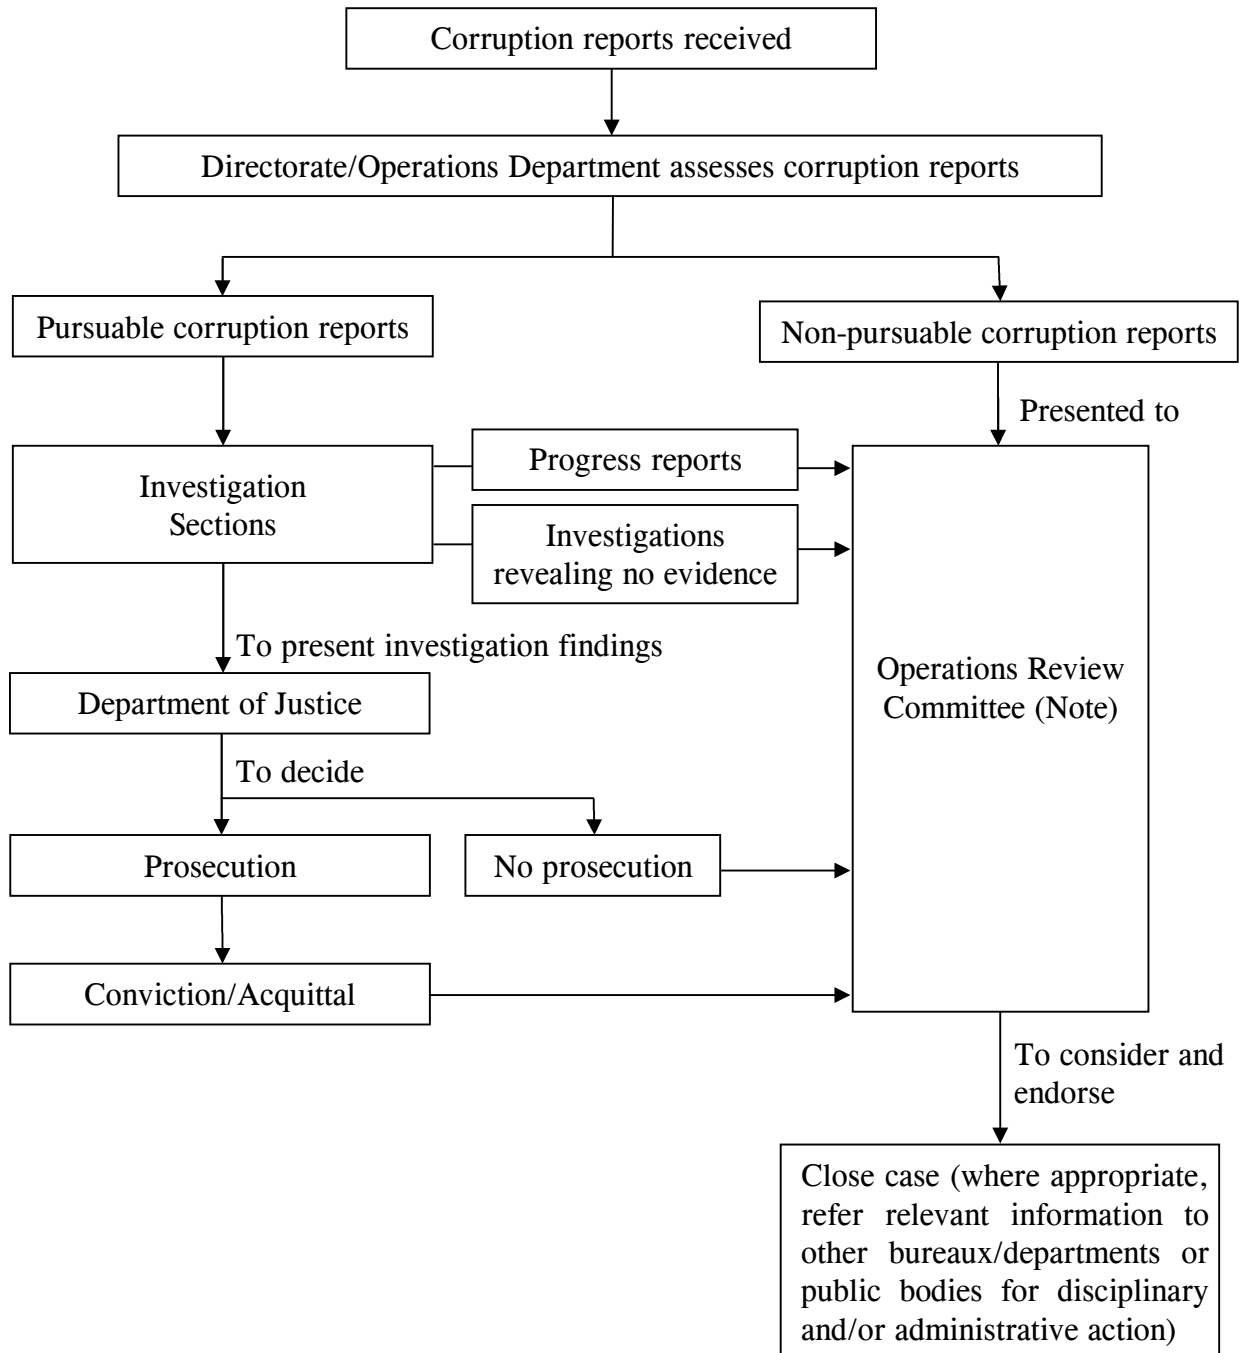 Corruption reports received
Directorate/Operations Department assesses corruption reports
Pursuable corruption reports
Non-pursuable corruption reports
Presented to
Investigation
Sections
Progress reports
Investigations
revealing no evidence
To present investigation findings
Operations Review
Committee (Note)
Department of Justice
To decide
Prosecution
No prosecution
Conviction/Acquittal
To consider and
endorse
Close case (where appropriate,
refer relevant information to
other bureaux/departments or
public bodies for disciplinary
and/or administrative action)